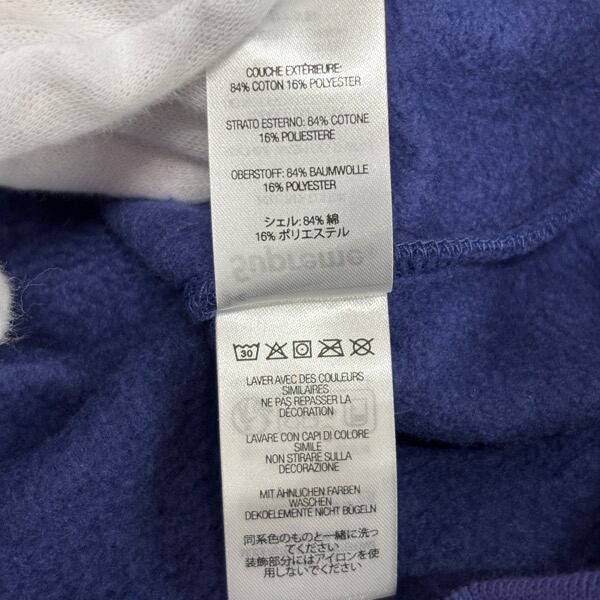 COUCHE EXTÉRIEURE:
84% COTON 16% POLYESTER
STRATO ESTERNO: 84% COTONE
16% POLIESTERE
OBERSTOFF: 84% BAUMWOLLE
16% POLYESTER
シェル: 84% 綿
16% ポリエステル
Supreme
30
LAVER AVEC DES COULEURS
SIMILAIRES
NE PAS REPASSER LA
DÉCORATION
LAVARE CON CAPI DI COLORE
SIMILE
NON STIRARE SULLA
DECORAZIONE
MIT ÄHNLICHEN FARBEN
WASCHEN
DEKOELEMENTE NICHT BÜGELN
同系色のものと一緒に洗っ
てください
装飾部分にはアイロンを使
用しないでください